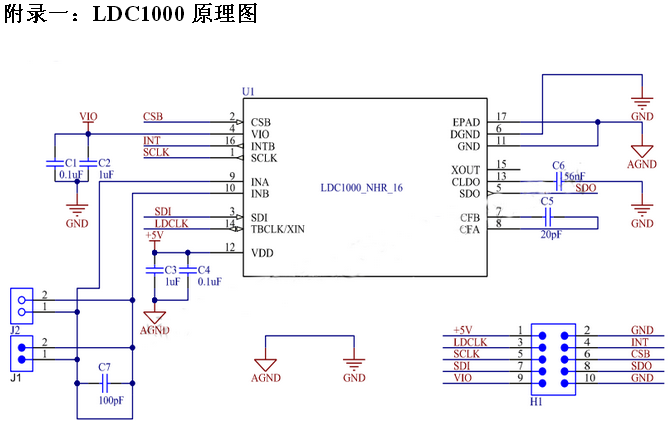 附录一：LDC1000 原理图
U1
VIO
CSB 2 CSB
4 VIO
INT 16 INTB
SCLK 1 SCLK
C1 0.1uF
C2 1uF
GND
9 INA
10 INB
SDI 3 SDI
LDCLK 14 TBCLK/XIN
+5V
12 VDD
C3 1uF
C4 0.1uF
AGND
LDC1000_NHR_16
EPAD 17
DGND 6
GND 11
XOUT 15
CLDO 13
SDO 5 SDO
CFB 7
CFA 8
C6 56nF
C5 20pF
GND
AGND
GND
2
1
J2
2
1
J1
C7
100pF
AGND
GND
+5V 1 2 GND
LDCLK 3 4 INT
SCLK 5 6 CSB
SDI 7 8 SDO
VIO 9 10 GND
H1